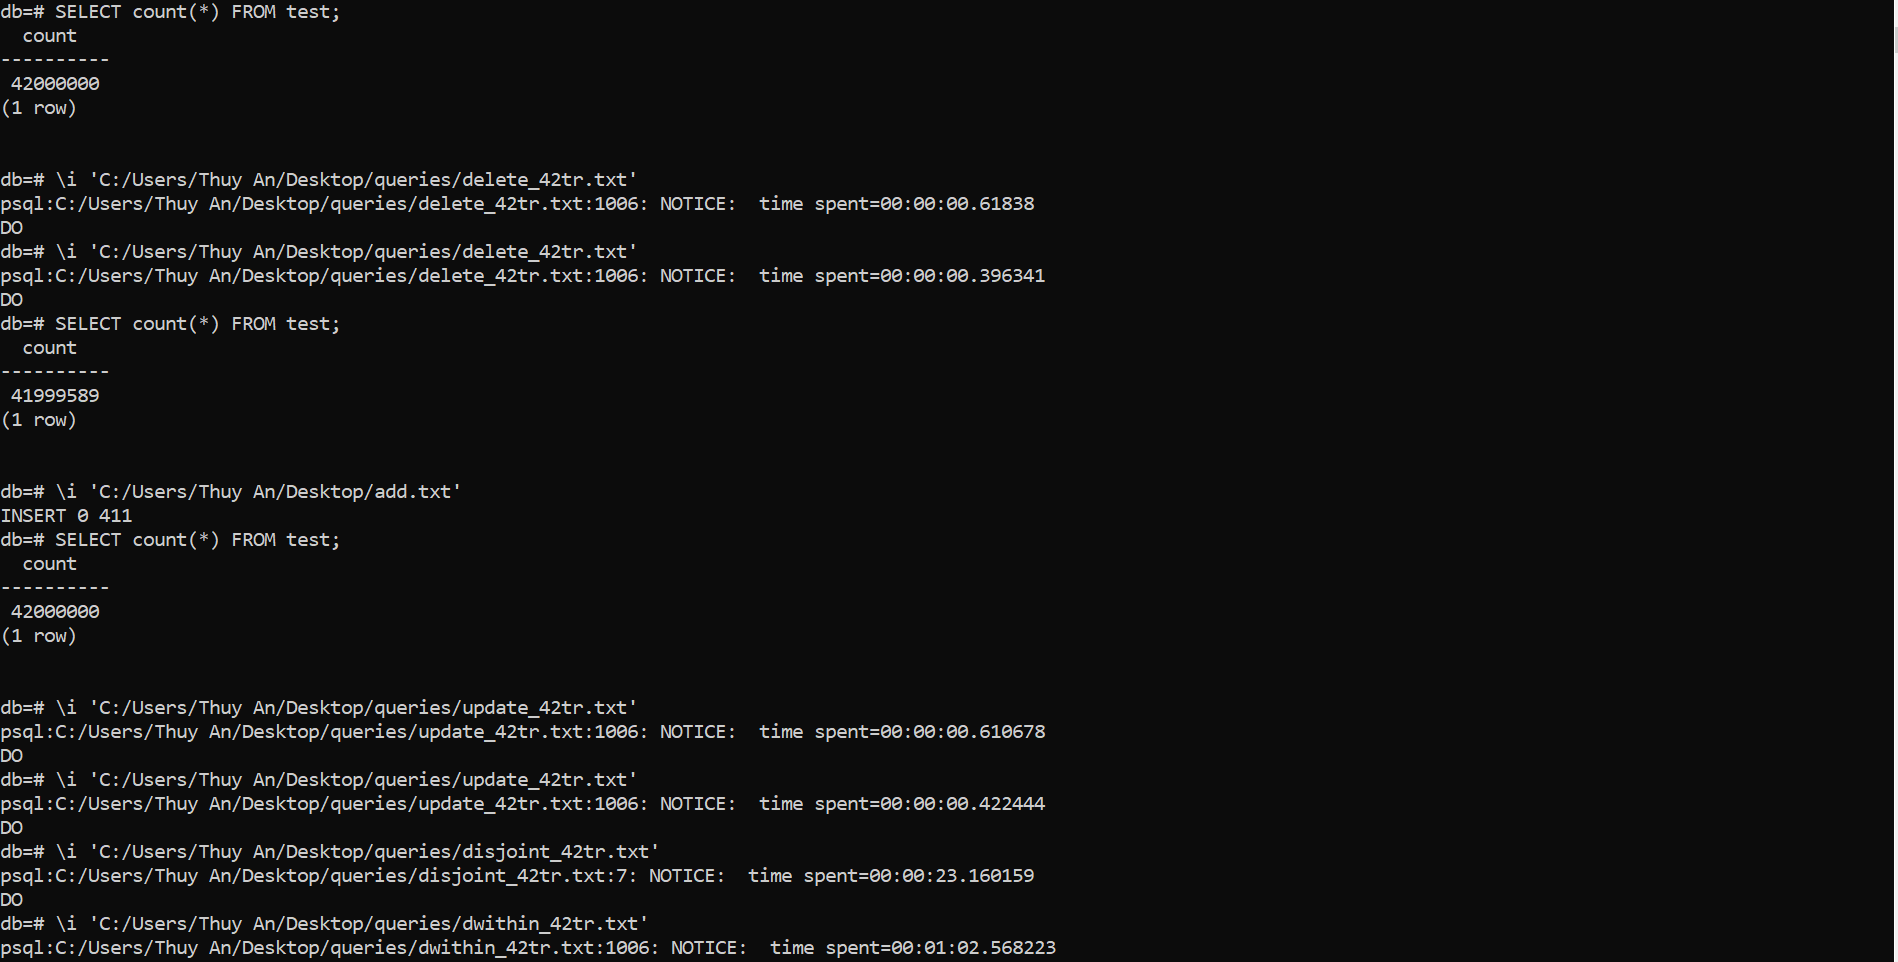 db=# SELECT count(*) FROM test;
  count
----------
 42000000
(1 row)


db=# \i 'C:/Users/Thuy An/Desktop/queries/delete_42tr.txt'
psql:C:/Users/Thuy An/Desktop/queries/delete_42tr.txt:1006: NOTICE:  time spent=00:00:00.61838
DO
db=# \i 'C:/Users/Thuy An/Desktop/queries/delete_42tr.txt'
psql:C:/Users/Thuy An/Desktop/queries/delete_42tr.txt:1006: NOTICE:  time spent=00:00:00.396341
DO
db=# SELECT count(*) FROM test;
  count
----------
 41999589
(1 row)


db=# \i 'C:/Users/Thuy An/Desktop/add.txt'
INSERT 0 411
db=# SELECT count(*) FROM test;
  count
----------
 42000000
(1 row)


db=# \i 'C:/Users/Thuy An/Desktop/queries/update_42tr.txt'
psql:C:/Users/Thuy An/Desktop/queries/update_42tr.txt:1006: NOTICE:  time spent=00:00:00.610678
DO
db=# \i 'C:/Users/Thuy An/Desktop/queries/update_42tr.txt'
psql:C:/Users/Thuy An/Desktop/queries/update_42tr.txt:1006: NOTICE:  time spent=00:00:00.422444
DO
db=# \i 'C:/Users/Thuy An/Desktop/queries/disjoint_42tr.txt'
psql:C:/Users/Thuy An/Desktop/queries/disjoint_42tr.txt:7: NOTICE:  time spent=00:00:23.160159
DO
db=# \i 'C:/Users/Thuy An/Desktop/queries/dwithin_42tr.txt'
psql:C:/Users/Thuy An/Desktop/queries/dwithin_42tr.txt:1006: NOTICE:  time spent=00:01:02.568223